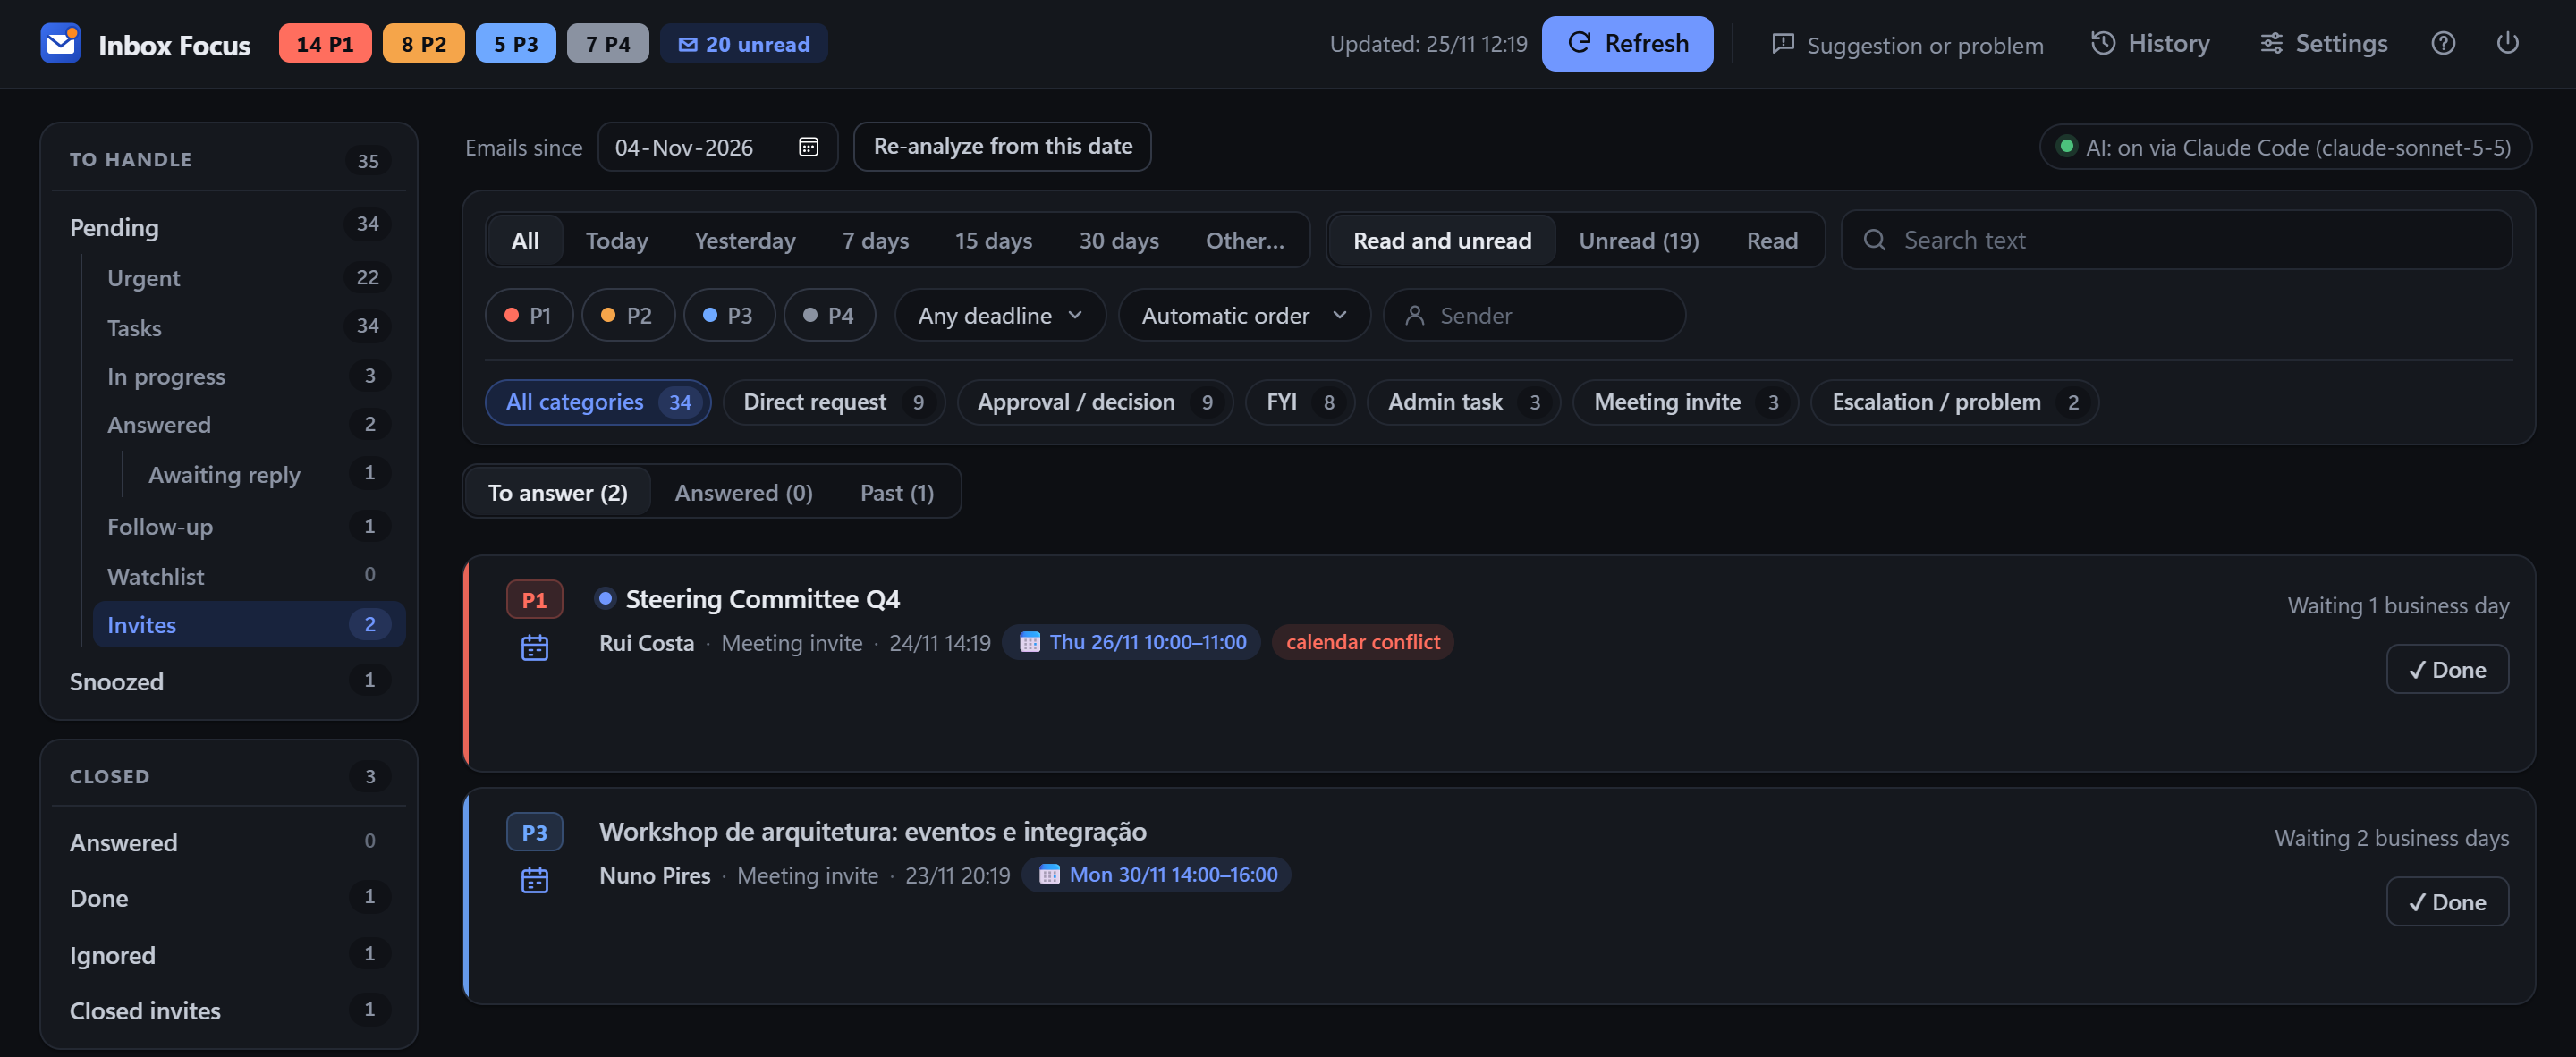 Inbox Focus 14 P1 8 P2 5 P3 7 P4 20 unread Updated: 25/11 12:19 Refresh Suggestion or problem History Settings
TO HANDLE 35
Pending 34
Urgent 22
Tasks 34
In progress 3
Answered 2
Awaiting reply 1
Follow-up 1
Watchlist 0
Invites 2
Snoozed 1
CLOSED 3
Answered 0
Done 1
Ignored 1
Closed invites 1
Emails since 04-Nov-2026 Re-analyze from this date AI: on via Claude Code (claude-sonnet-5-5)
All Today Yesterday 7 days 15 days 30 days Other... Read and unread Unread (19) Read Search text
P1 P2 P3 P4 Any deadline Automatic order Sender
All categories 34 Direct request 9 Approval / decision 9 FYI 8 Admin task 3 Meeting invite 3 Escalation / problem 2
To answer (2) Answered (0) Past (1)
P1 Steering Committee Q4 Waiting 1 business day
Rui Costa · Meeting invite · 24/11 14:19 Thu 26/11 10:00–11:00 calendar conflict
✓ Done
P3 Workshop de arquitetura: eventos e integração Waiting 2 business days
Nuno Pires · Meeting invite · 23/11 20:19 Mon 30/11 14:00–16:00
✓ Done